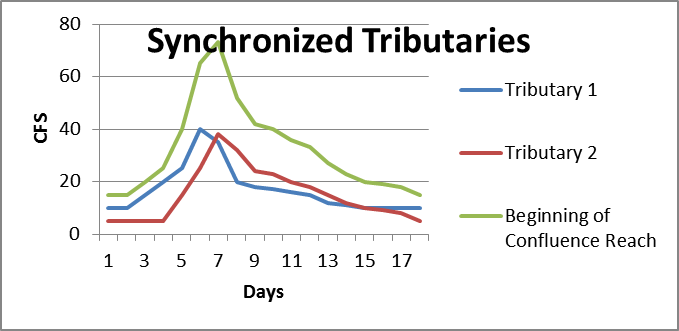 Synchronized Tributaries
80
60
40
20
0
CFS
1 3 5 7 9 11 13 15 17
Days
Tributary 1
Tributary 2
Beginning of
Confluence Reach